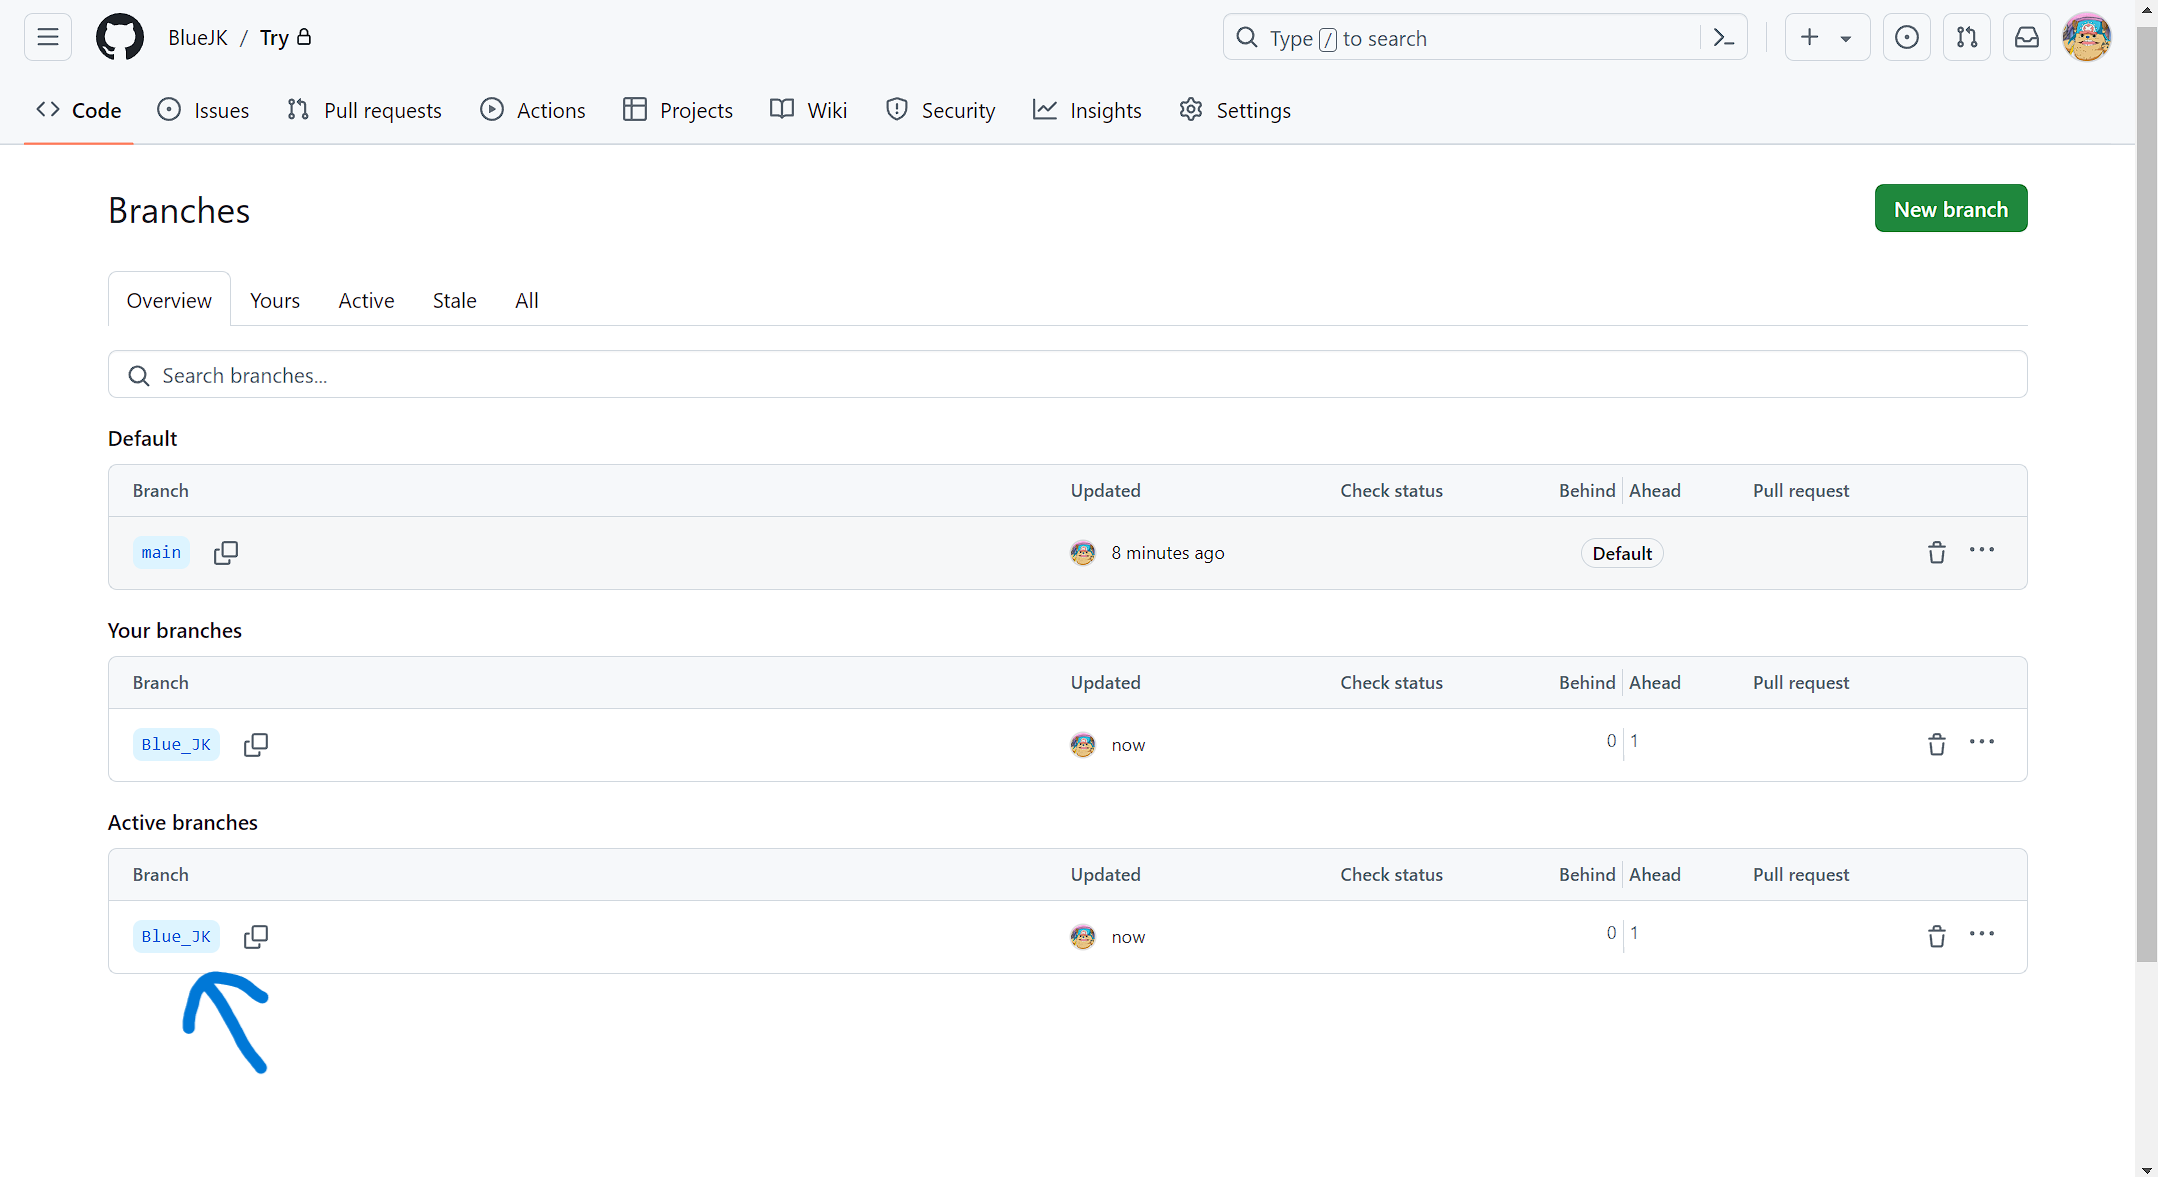 BlueJK / Try
Type / to search
Code Issues Pull requests Actions Projects Wiki Security Insights Settings
Branches
New branch
Overview Yours Active Stale All
Search branches...
Default
Branch Updated Check status Behind Ahead Pull request
main 8 minutes ago Default
Your branches
Branch Updated Check status Behind Ahead Pull request
Blue_JK now 0 1
Active branches
Branch Updated Check status Behind Ahead Pull request
Blue_JK now 0 1